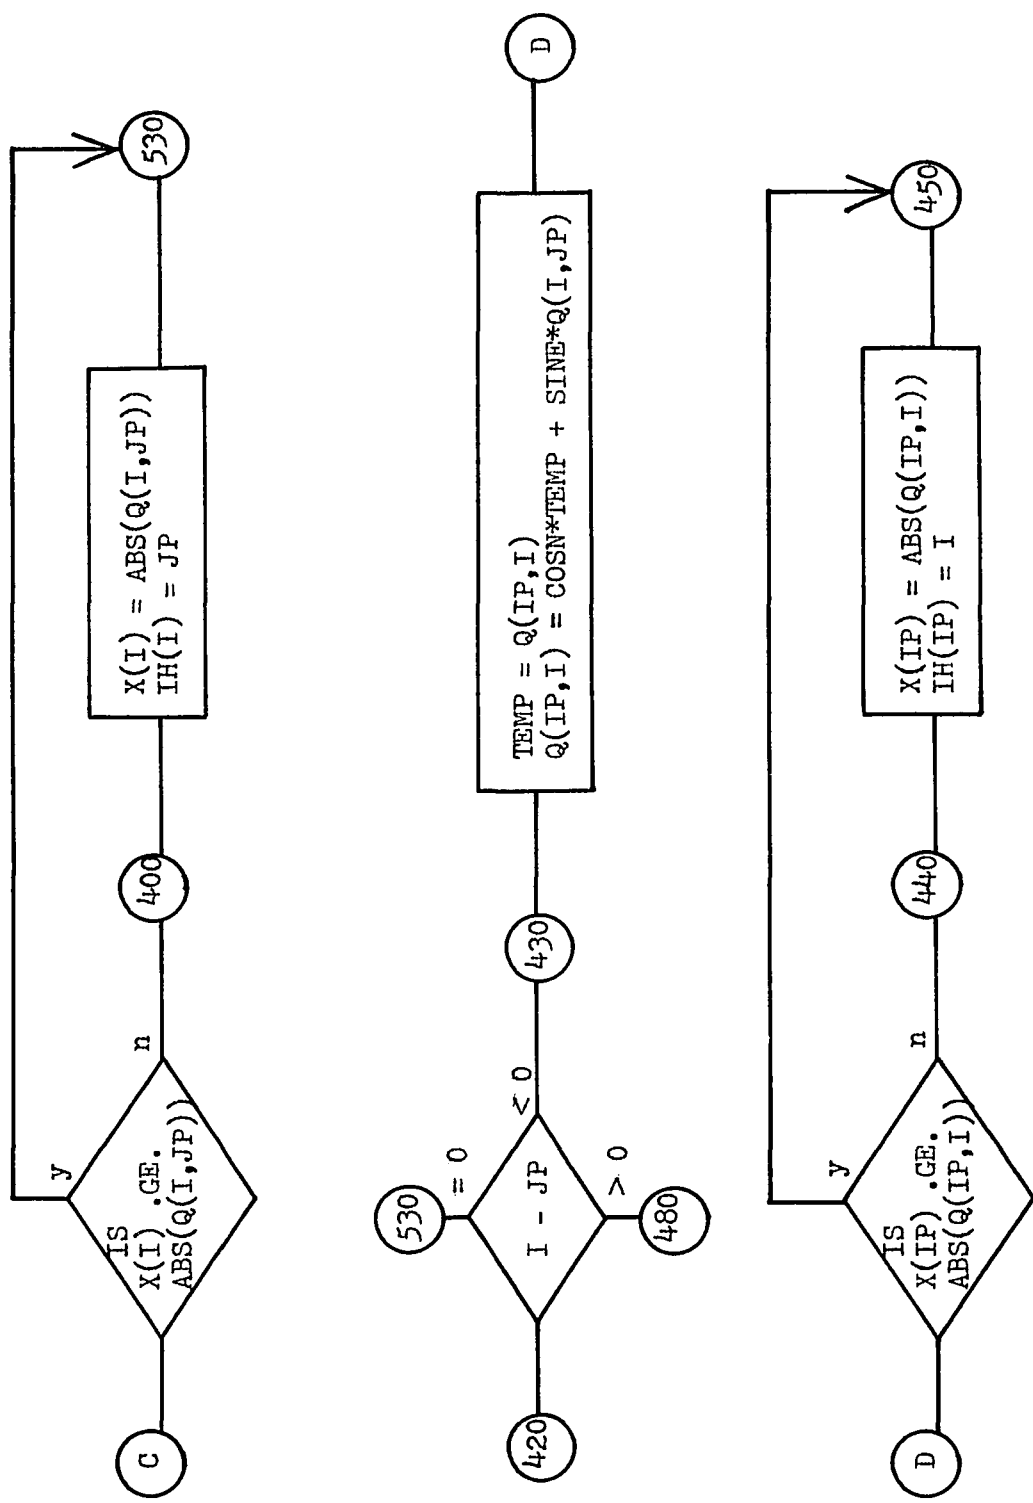 C
IS
X(I) .GE.
ABS(Q(I,JP))
y
n
400
X(I) = ABS(Q(I,JP))
IH(I) = JP
530
420
I - JP
= 0
530
< 0
> 0
480
430
TEMP = Q(IP,I)
Q(IP,I) = COSN*TEMP + SINE*Q(I,JP)
D
D
IS
X(IP) .GE.
ABS(Q(IP,I))
y
n
440
X(IP) = ABS(Q(IP,I))
IH(IP) = I
450